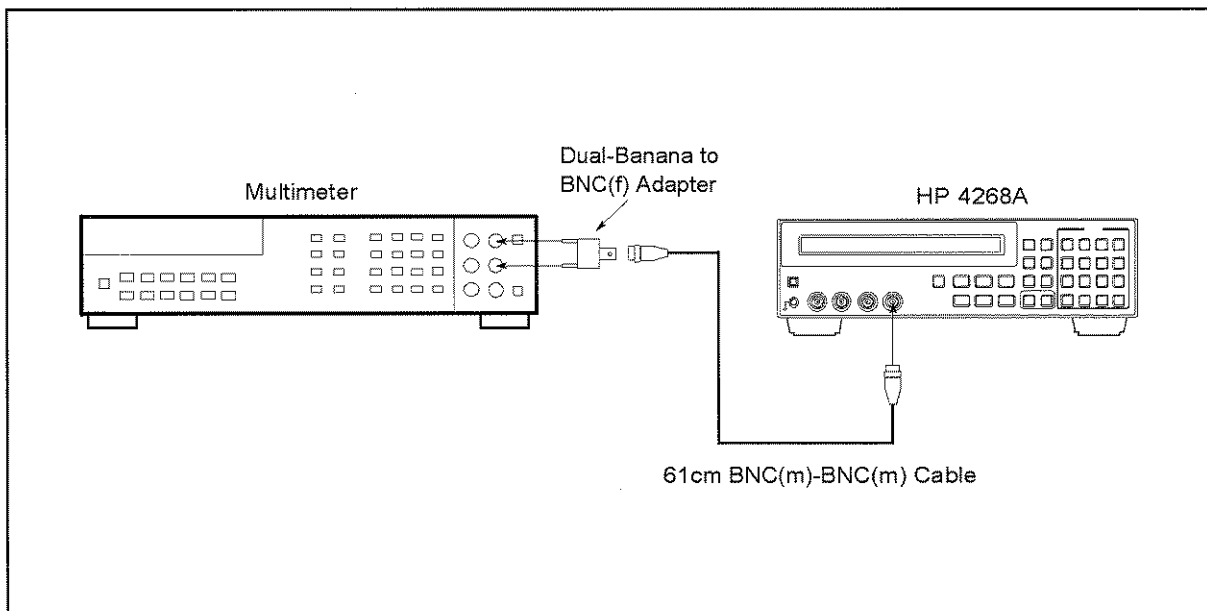 Dual-Banana to
BNC(f) Adapter
Multimeter
HP 4268A
61cm BNC(m)-BNC(m) Cable